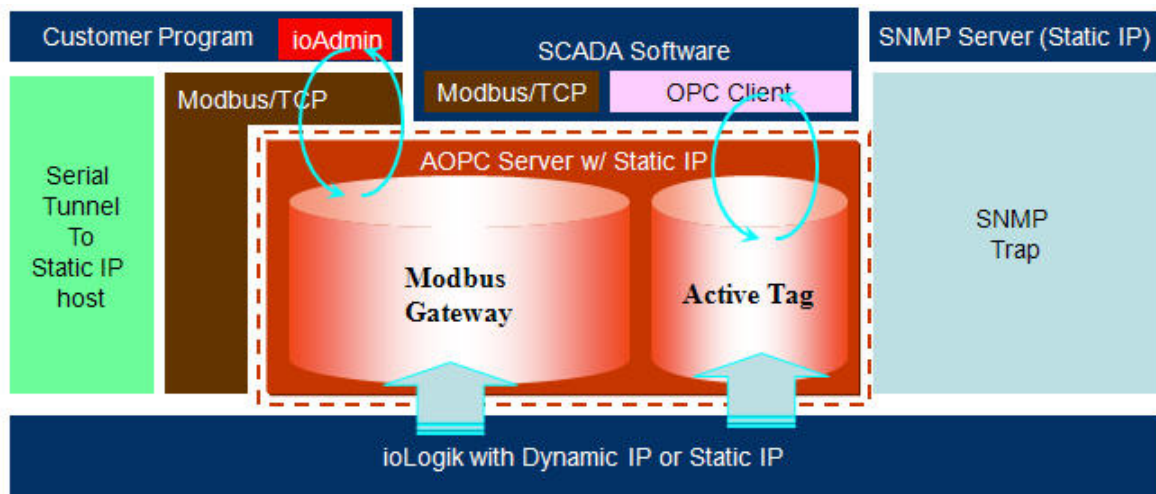 Customer Program
ioAdmin
SCADA Software
SNMP Server (Static IP)
Modbus/TCP
Modbus/TCP
OPC Client
AOPC Server w/ Static IP
Serial
Tunnel
To
Static IP
host
Modbus
Gateway
Active Tag
SNMP
Trap
ioLogik with Dynamic IP or Static IP